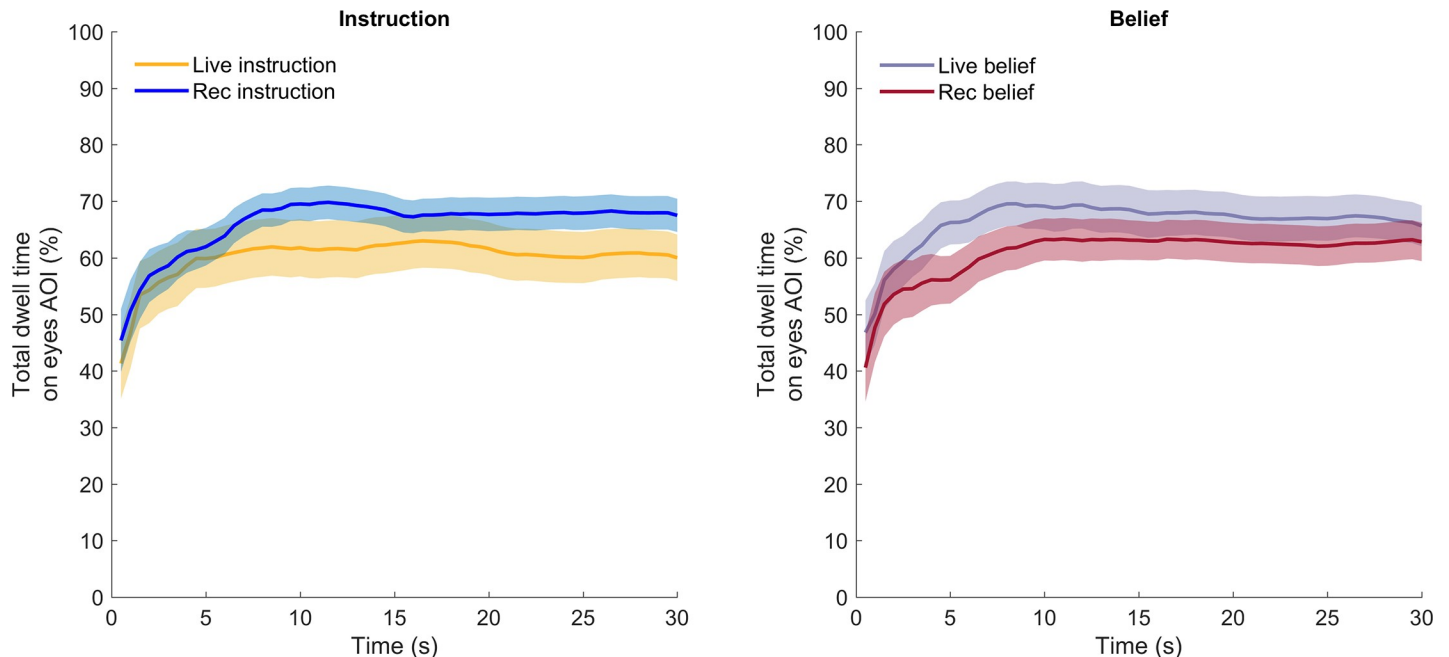 Instruction
100
90
80
70
60
50
40
30
20
10
0
Live instruction
Rec instruction
Total dwell time
on eyes AOI (%)
0 5 10 15 20 25 30
Time (s)
Belief
100
90
80
70
60
50
40
30
20
10
0
Live belief
Rec belief
Total dwell time
on eyes AOI (%)
0 5 10 15 20 25 30
Time (s)